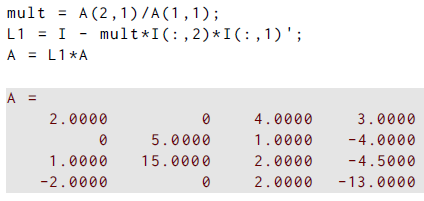 mult = A(2,1)/A(1,1);
L1 = I - mult*I(:,2)*I(:,1)';
A = L1*A
A =
2.0000 0 4.0000 3.0000
0 5.0000 1.0000 -4.0000
1.0000 15.0000 2.0000 -4.5000
-2.0000 0 2.0000 -13.0000